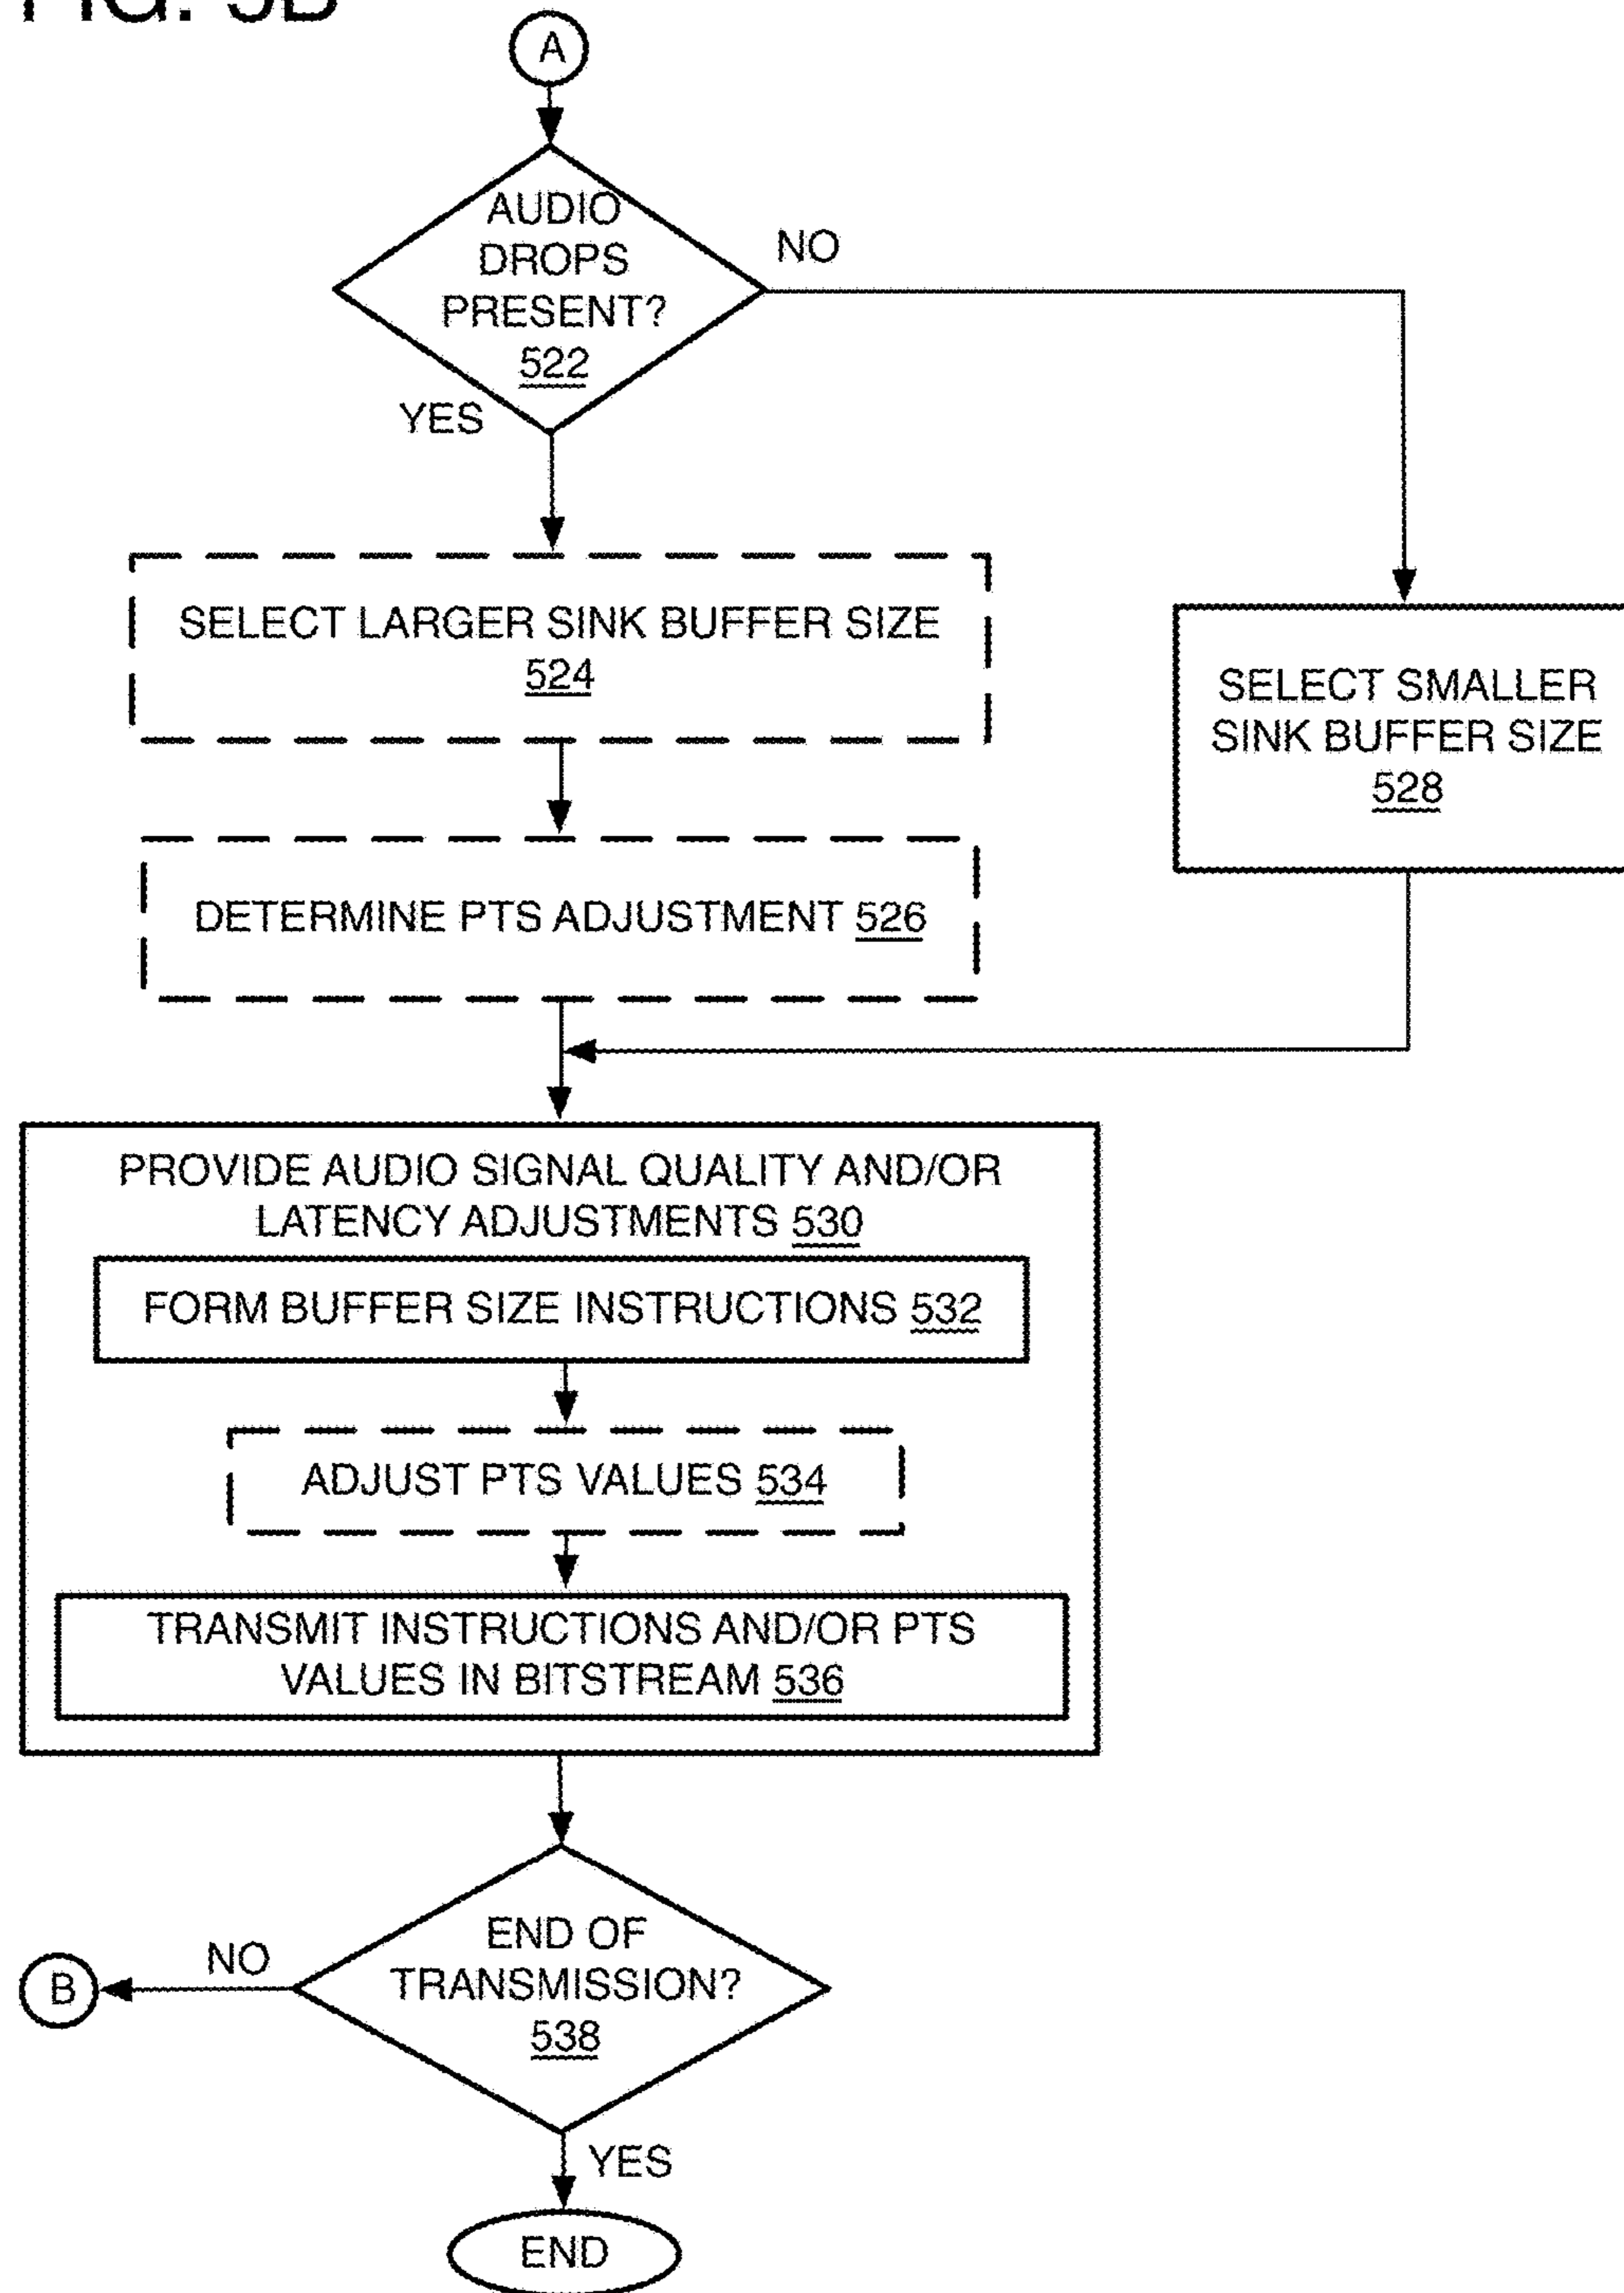 FIG. 5B
A
AUDIO
DROPS
PRESENT?
522
NO
YES
SELECT LARGER SINK BUFFER SIZE
524
SELECT SMALLER
SINK BUFFER SIZE
528
DETERMINE PTS ADJUSTMENT 526
PROVIDE AUDIO SIGNAL QUALITY AND/OR
LATENCY ADJUSTMENTS 530
FORM BUFFER SIZE INSTRUCTIONS 532
ADJUST PTS VALUES 534
TRANSMIT INSTRUCTIONS AND/OR PTS
VALUES IN BITSTREAM 536
END OF
TRANSMISSION?
538
NO
B
YES
END